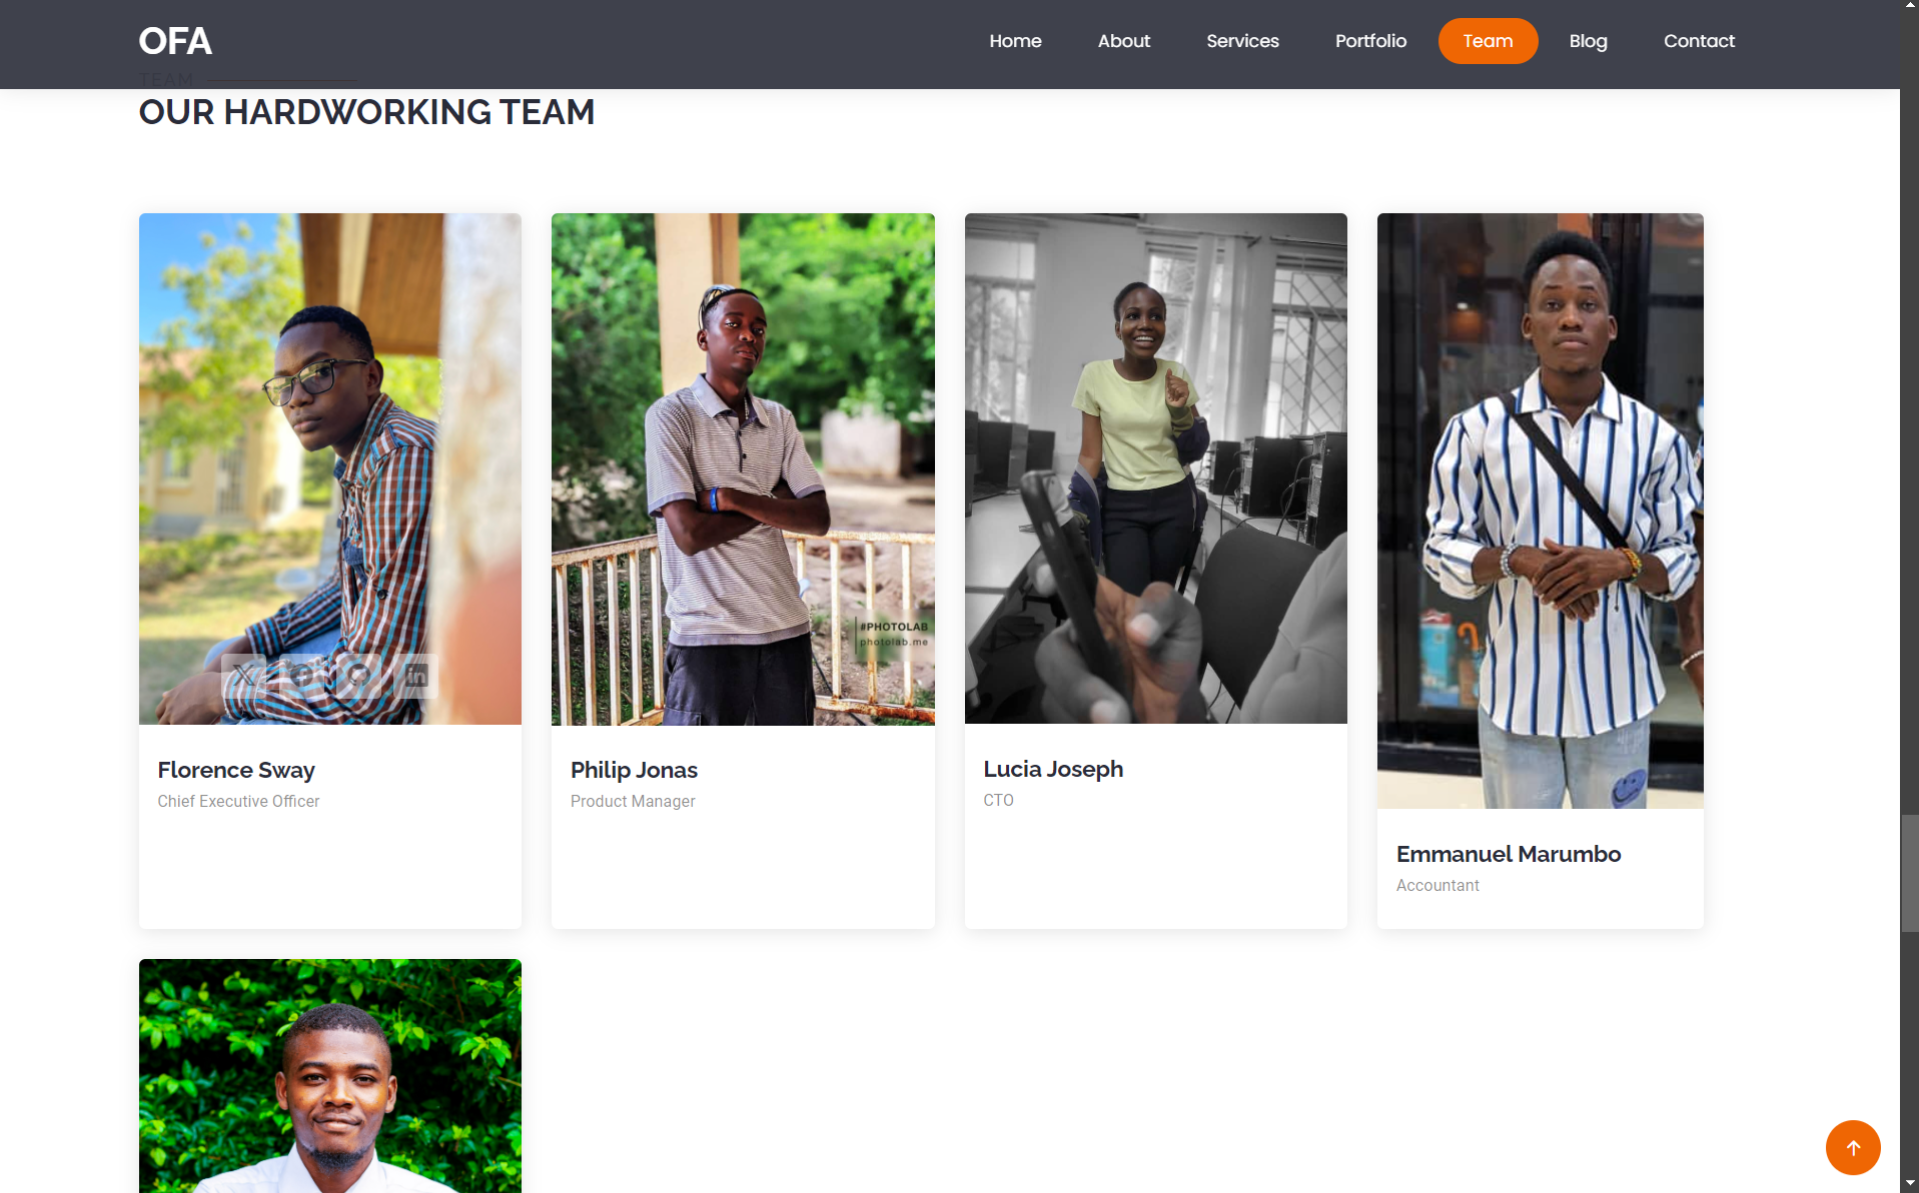 OFA
Home
About
Services
Portfolio
Team
Blog
Contact
TEAM
OUR HARDWORKING TEAM
#PHOTOLAB
photolab.me
Florence Sway
Chief Executive Officer
Philip Jonas
Product Manager
Lucia Joseph
CTO
Emmanuel Marumbo
Accountant